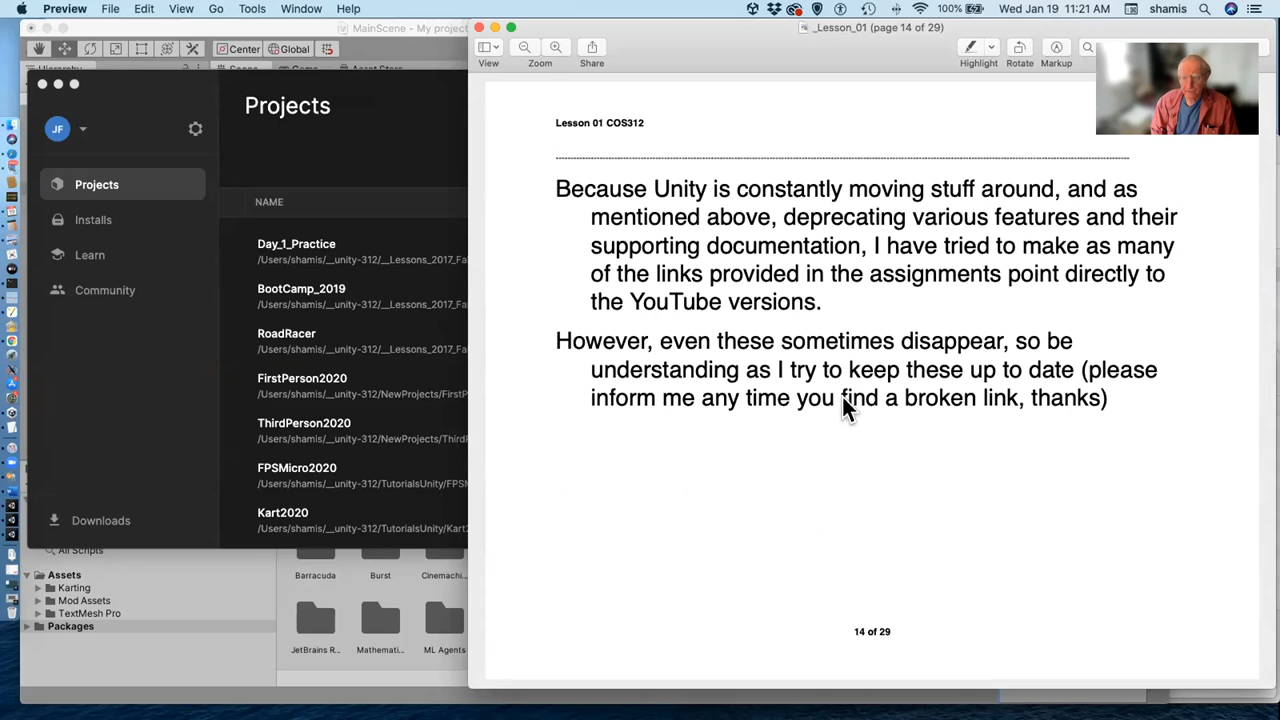 Preview File Edit View Go Tools Window Help
100% Wed Jan 19 11:21 AM shamis
MainScene - My proje
Center Global
Projects
JF
Projects
Installs
Learn
Community
Downloads
NAME
Day_1_Practice
/Users/shamis/__unity-312/__Lessons_2017_Fa
BootCamp_2019
/Users/shamis/__unity-312/__Lessons_2017_Fa
RoadRacer
/Users/shamis/__unity-312/__Lessons_2017_Fa
FirstPerson2020
/Users/shamis/__unity-312/NewProjects/FirstP
ThirdPerson2020
/Users/shamis/__unity-312/NewProjects/ThirdP
FPSMicro2020
/Users/shamis/__unity-312/TutorialsUnity/FPSM
Kart2020
/Users/shamis/__unity-312/TutorialsUnity/Kart2
All Scripts
Assets
Karting
Mod Assets
TextMesh Pro
Packages
Barracuda Burst Cinemachi...
JetBrains R... Mathemati... ML Agents
_Lesson_01 (page 14 of 29)
View Zoom Share Highlight Rotate Markup
Lesson 01 COS312
Because Unity is constantly moving stuff around, and as
mentioned above, deprecating various features and their
supporting documentation, I have tried to make as many
of the links provided in the assignments point directly to
the YouTube versions.
However, even these sometimes disappear, so be
understanding as I try to keep these up to date (please
inform me any time you find a broken link, thanks)
14 of 29